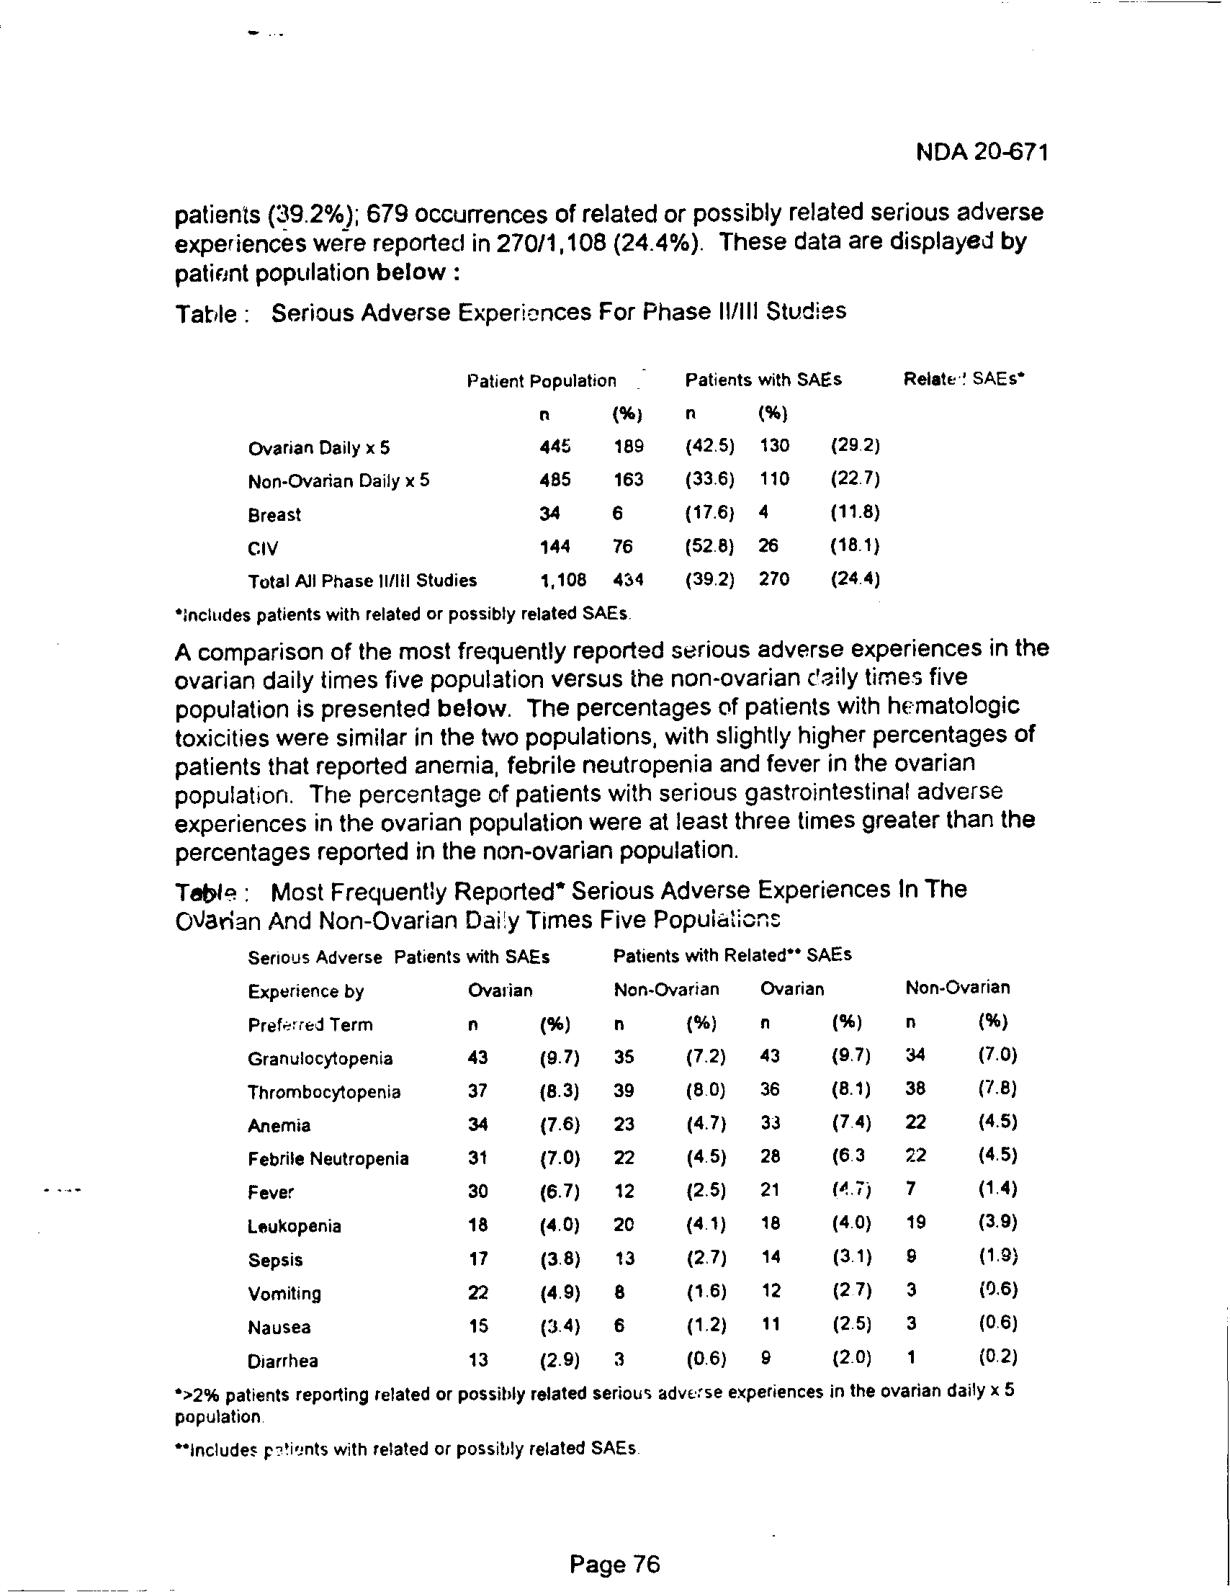 NDA 20-671
patients (39.2%); 679 occurrences of related or possibly related serious adverse
experiences were reported in 270/1,108 (24.4%). These data are displayed by
patient population below :
Table : Serious Adverse Experiences For Phase II/III Studies
Patient Population Patients with SAEs Related SAEs*
n (%) n (%)
Ovarian Daily x 5 445 189 (42.5) 130 (29.2)
Non-Ovarian Daily x 5 485 163 (33.6) 110 (22.7)
Breast 34 6 (17.6) 4 (11.8)
CIV 144 76 (52.8) 26 (18.1)
Total All Phase II/III Studies 1,108 434 (39.2) 270 (24.4)
*Includes patients with related or possibly related SAEs.
A comparison of the most frequently reported serious adverse experiences in the
ovarian daily times five population versus the non-ovarian daily times five
population is presented below. The percentages of patients with hematologic
toxicities were similar in the two populations, with slightly higher percentages of
patients that reported anemia, febrile neutropenia and fever in the ovarian
population. The percentage of patients with serious gastrointestinal adverse
experiences in the ovarian population were at least three times greater than the
percentages reported in the non-ovarian population.
Table : Most Frequently Reported* Serious Adverse Experiences In The
Ovarian And Non-Ovarian Daily Times Five Populations
Serious Adverse Patients with SAEs Patients with Related** SAEs
Experience by Ovarian Non-Ovarian Ovarian Non-Ovarian
Preferred Term n (%) n (%) n (%) n (%)
Granulocytopenia 43 (9.7) 35 (7.2) 43 (9.7) 34 (7.0)
Thrombocytopenia 37 (8.3) 39 (8.0) 36 (8.1) 38 (7.8)
Anemia 34 (7.6) 23 (4.7) 33 (7.4) 22 (4.5)
Febrile Neutropenia 31 (7.0) 22 (4.5) 28 (6.3 22 (4.5)
Fever 30 (6.7) 12 (2.5) 21 (4.7) 7 (1.4)
Leukopenia 18 (4.0) 20 (4.1) 18 (4.0) 19 (3.9)
Sepsis 17 (3.8) 13 (2.7) 14 (3.1) 9 (1.9)
Vomiting 22 (4.9) 8 (1.6) 12 (2.7) 3 (0.6)
Nausea 15 (3.4) 6 (1.2) 11 (2.5) 3 (0.6)
Diarrhea 13 (2.9) 3 (0.6) 9 (2.0) 1 (0.2)
*>2% patients reporting related or possibly related serious adverse experiences in the ovarian daily x 5
population.
**Includes patients with related or possibly related SAEs.
Page 76